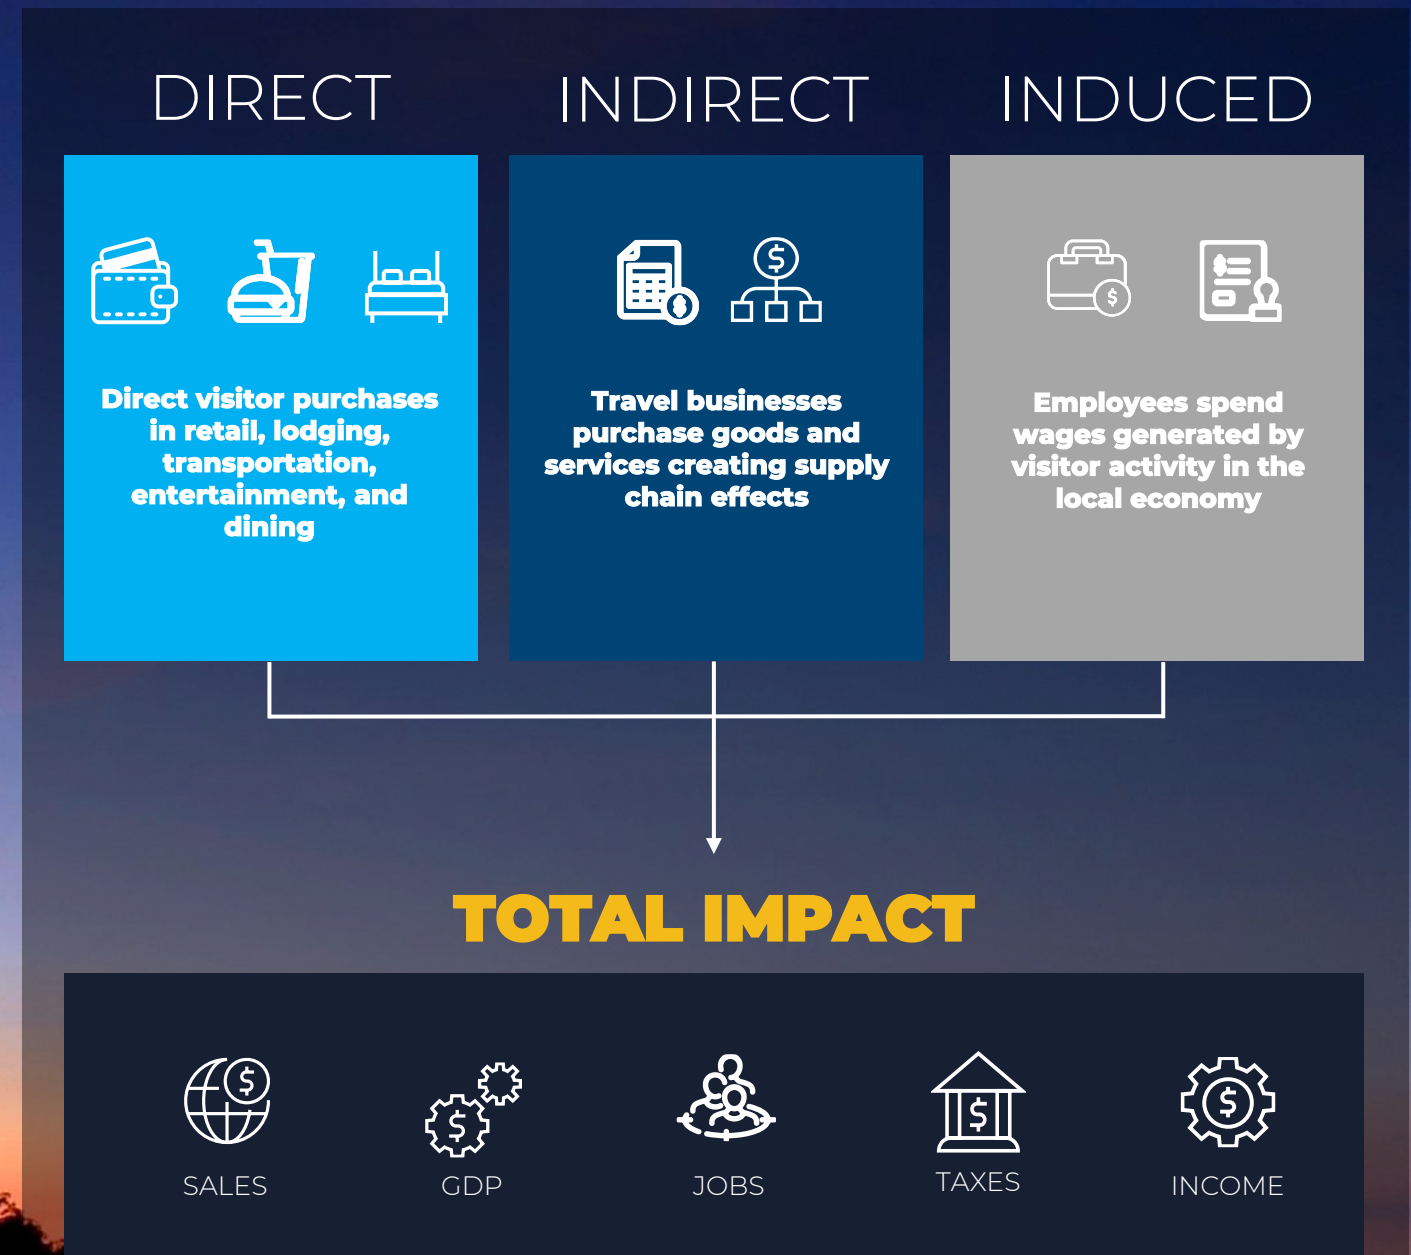 DIRECT
INDIRECT
INDUCED
Direct visitor purchases
in retail, lodging,
transportation,
entertainment, and
dining
Travel businesses
purchase goods and
services creating supply
chain effects
Employees spend
wages generated by
visitor activity in the
local economy
TOTAL IMPACT
SALES
GDP
JOBS
TAXES
INCOME